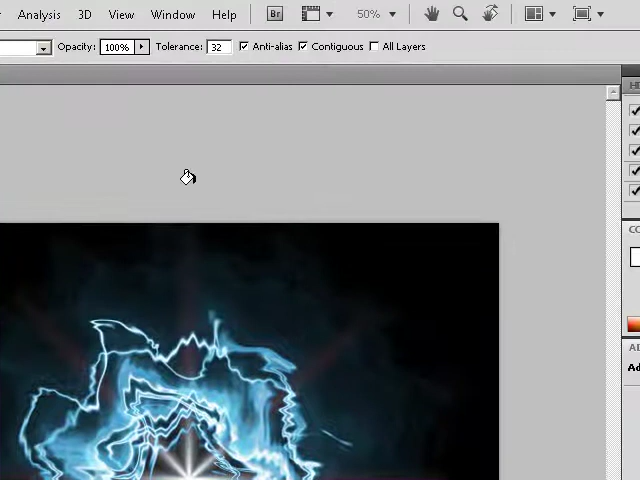 Analysis 3D View Window Help Br 50%
Opacity: 100% Tolerance: 32 Anti-alias Contiguous All Layers